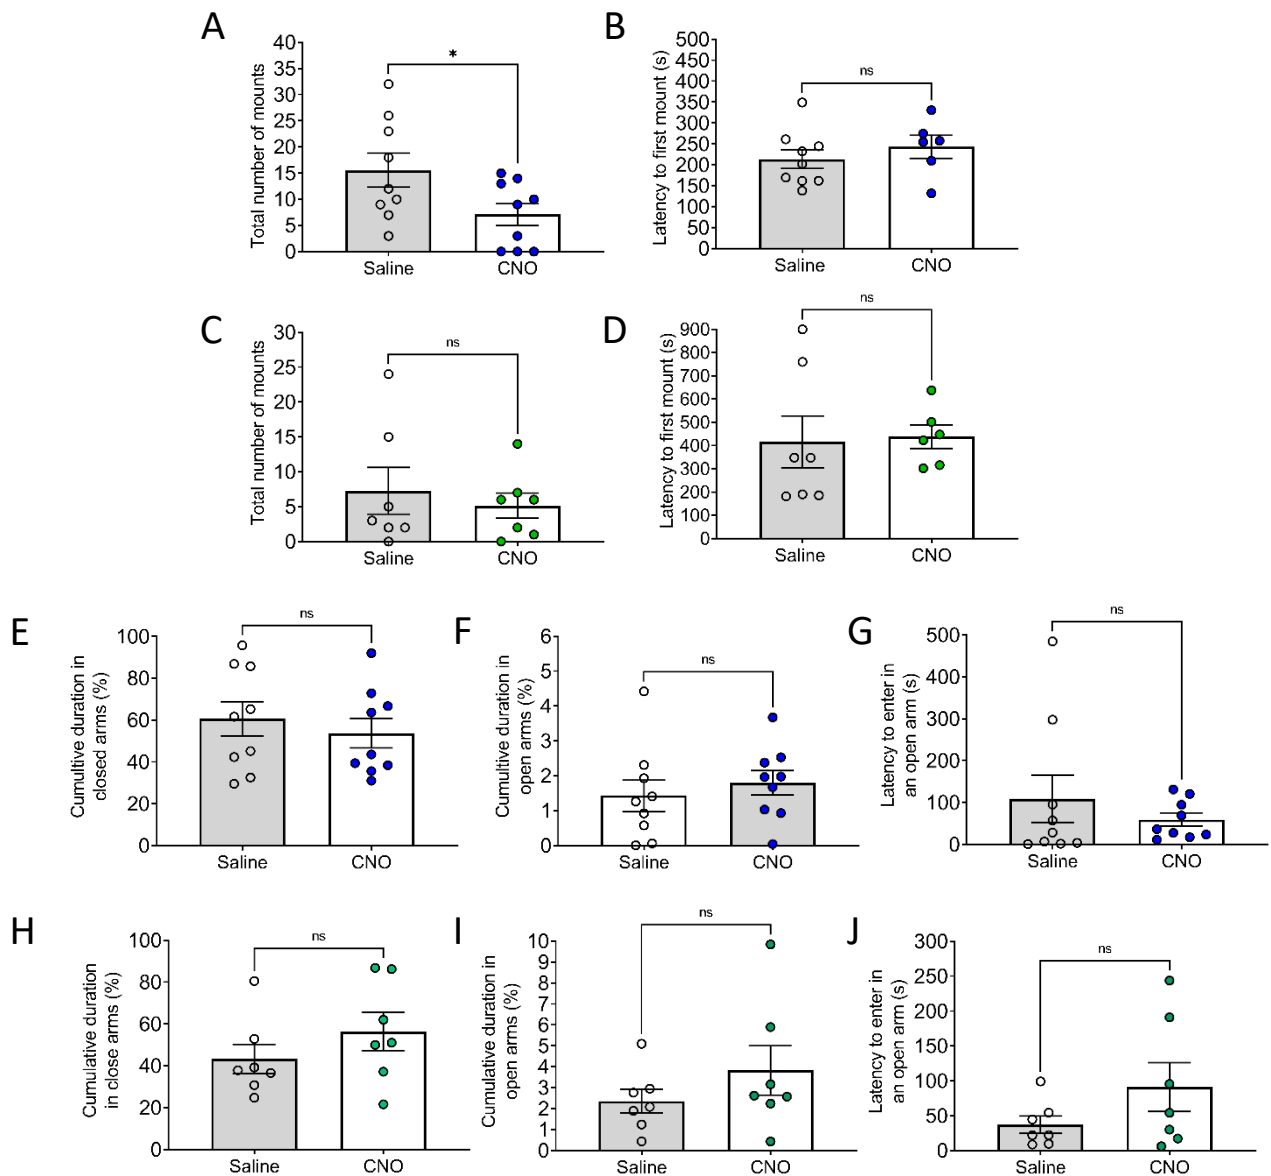 A
Total number of mounts
40
35
30
25
20
15
10
5
0
*
Saline
CNO
B
Latency to first mount (s)
500
450
400
350
300
250
200
150
100
50
0
ns
Saline
CNO
C
Total number of mounts
30
25
20
15
10
5
0
ns
Saline
CNO
D
Latency to first mount (s)
900
800
700
600
500
400
300
200
100
0
ns
Saline
CNO
E
Cumultive duration in
closed arms (%)
100
80
60
40
20
0
ns
Saline
CNO
F
Cumultive duration in
open arms (%)
6
5
4
3
2
1
0
ns
Saline
CNO
G
Latency to enter in
an open arm (s)
500
400
300
200
100
0
ns
Saline
CNO
H
Cumulative duration
in close arms (%)
100
80
60
40
20
0
ns
Saline
CNO
I
Cumulative duration in
open arms (%)
10
9
8
7
6
5
4
3
2
1
0
ns
Saline
CNO
J
Latency to enter in
an open arm (s)
300
250
200
150
100
50
0
ns
Saline
CNO